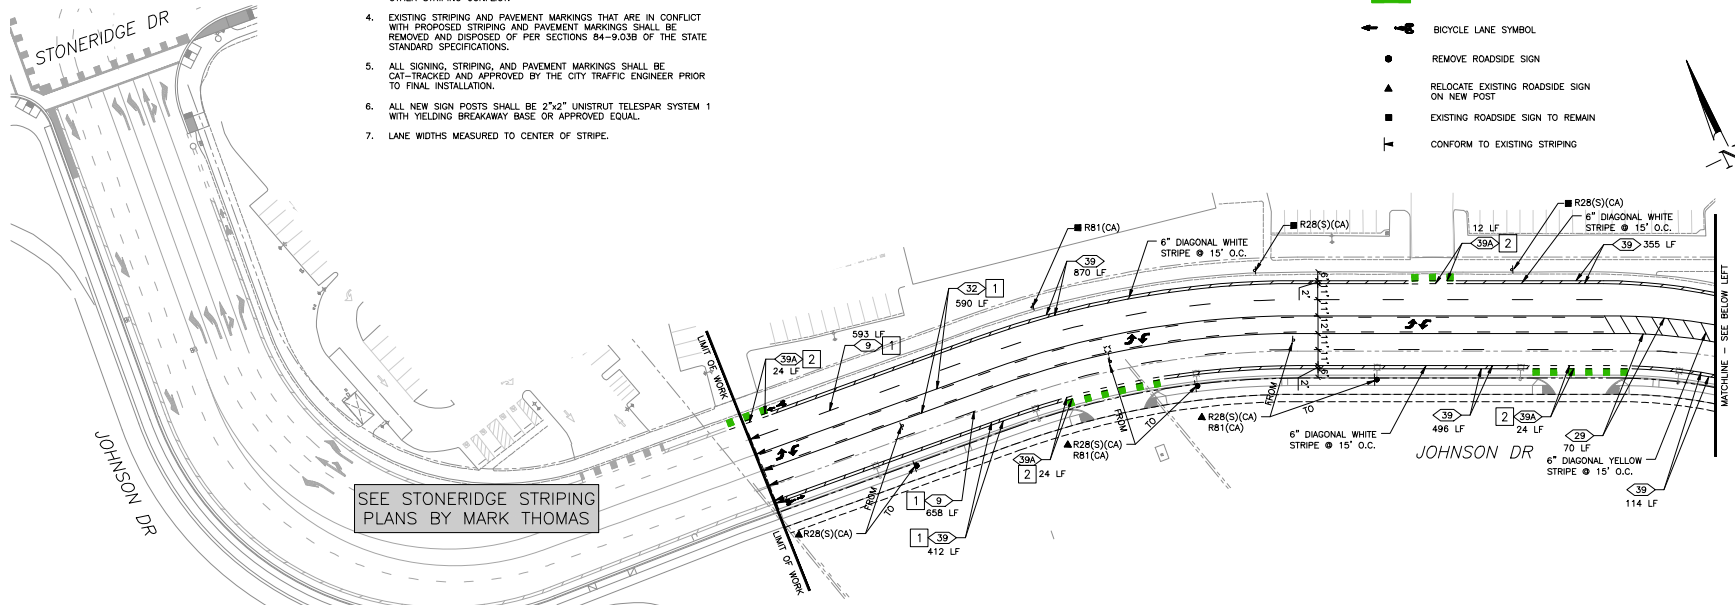 STONERIDGE DR
4. EXISTING STRIPING AND PAVEMENT MARKINGS THAT ARE IN CONFLICT
WITH PROPOSED STRIPING AND PAVEMENT MARKINGS SHALL BE
REMOVED AND DISPOSED OF PER SECTIONS 84-9.03B OF THE STATE
STANDARD SPECIFICATIONS.
5. ALL SIGNING, STRIPING, AND PAVEMENT MARKINGS SHALL BE
CAT-TRACKED AND APPROVED BY THE CITY TRAFFIC ENGINEER PRIOR
TO FINAL INSTALLATION.
6. ALL NEW SIGN POSTS SHALL BE 2"x2" UNISTRUT TELESPAR SYSTEM 1
WITH YIELDING BREAKAWAY BASE OR APPROVED EQUAL.
7. LANE WIDTHS MEASURED TO CENTER OF STRIPE.
BICYCLE LANE SYMBOL
REMOVE ROADSIDE SIGN
RELOCATE EXISTING ROADSIDE SIGN
ON NEW POST
EXISTING ROADSIDE SIGN TO REMAIN
CONFORM TO EXISTING STRIPING
N
R28(S)(CA)
6" DIAGONAL WHITE
STRIPE @ 15' O.C.
12 LF
39A 2
39 355 LF
R28(S)(CA)
R81(CA)
6" DIAGONAL WHITE
STRIPE @ 15' O.C.
39
870 LF
32 1
590 LF
593 LF
9 1
39A 2
24 LF
LIMIT OF WORK
6' 11' 11' 12' 11' 11' 6'
2'
2'
MATCHLINE - SEE BELOW LEFT
FROM
TO
R28(S)(CA)
R81(CA)
FROM
TO
R28(S)(CA)
R81(CA)
39A
2 24 LF
6" DIAGONAL WHITE
STRIPE @ 15' O.C.
39
496 LF
2 39A
24 LF
29
70 LF
6" DIAGONAL YELLOW
STRIPE @ 15' O.C.
39
114 LF
JOHNSON DR
JOHNSON DR
SEE STONERIDGE STRIPING
PLANS BY MARK THOMAS
FROM
TO
1 9
658 LF
1 39
412 LF
R28(S)(CA)
LIMIT OF WORK